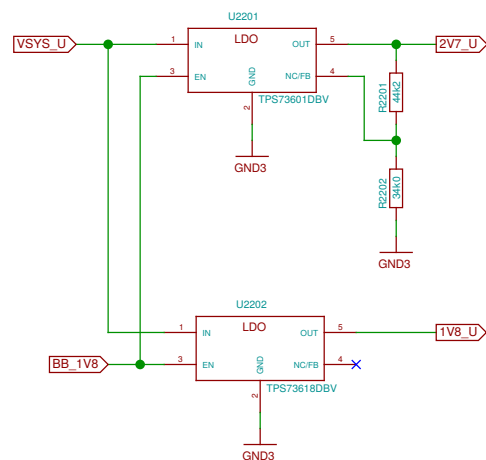 U2201
VSYS_U
1
IN
LDO
OUT
5
2V7_U
3
EN
GND
NC/FB
4
2
TPS73601DBV
R2201
44k2
GND3
R2202
34k0
GND3
U2202
LDO
1
IN
OUT
5
1V8_U
BB_1V8
3
EN
GND
NC/FB
4
2
TPS73618DBV
GND3